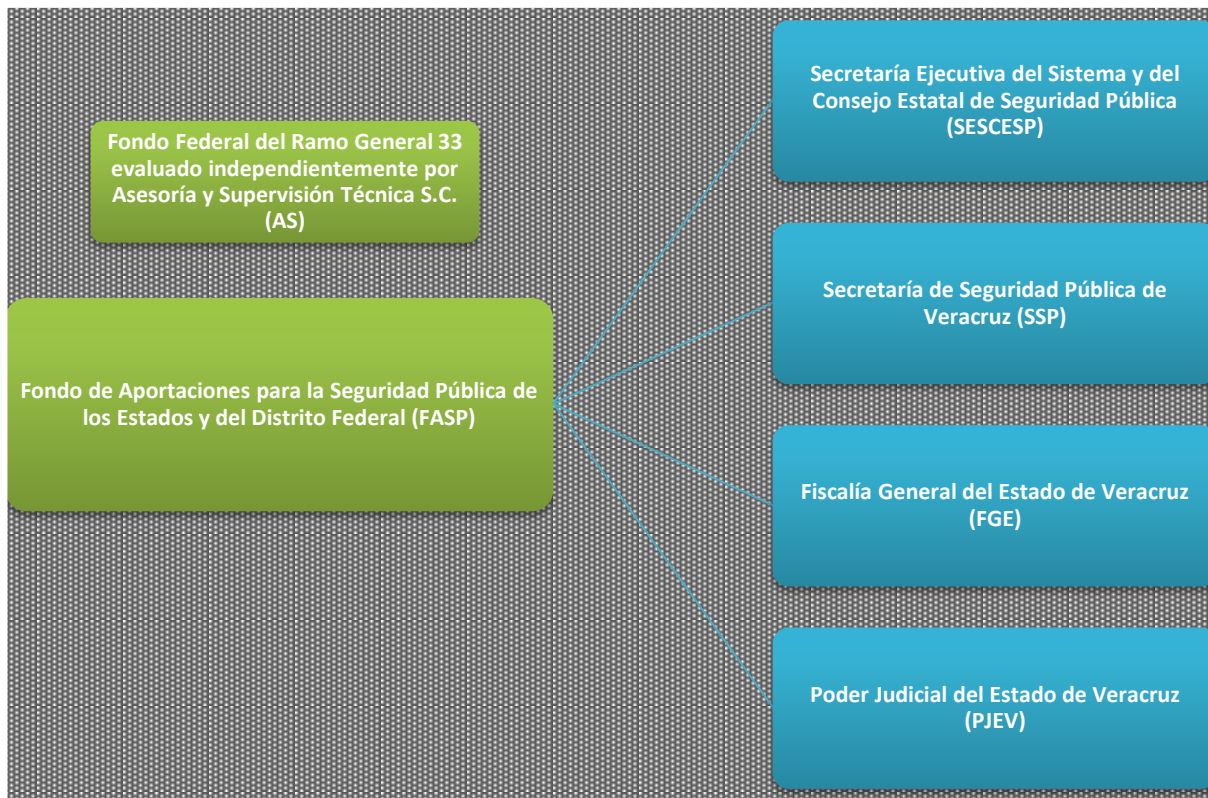 Fondo Federal del Ramo General 33
evaluado independientemente por
Asesoría y Supervisión Técnica S.C.
(AS)
Fondo de Aportaciones para la Seguridad Pública de
los Estados y del Distrito Federal (FASP)
Secretaría Ejecutiva del Sistema y del
Consejo Estatal de Seguridad Pública
(SESCESP)
Secretaría de Seguridad Pública de
Veracruz (SSP)
Fiscalía General del Estado de Veracruz
(FGE)
Poder Judicial del Estado de Veracruz
(PJEV)